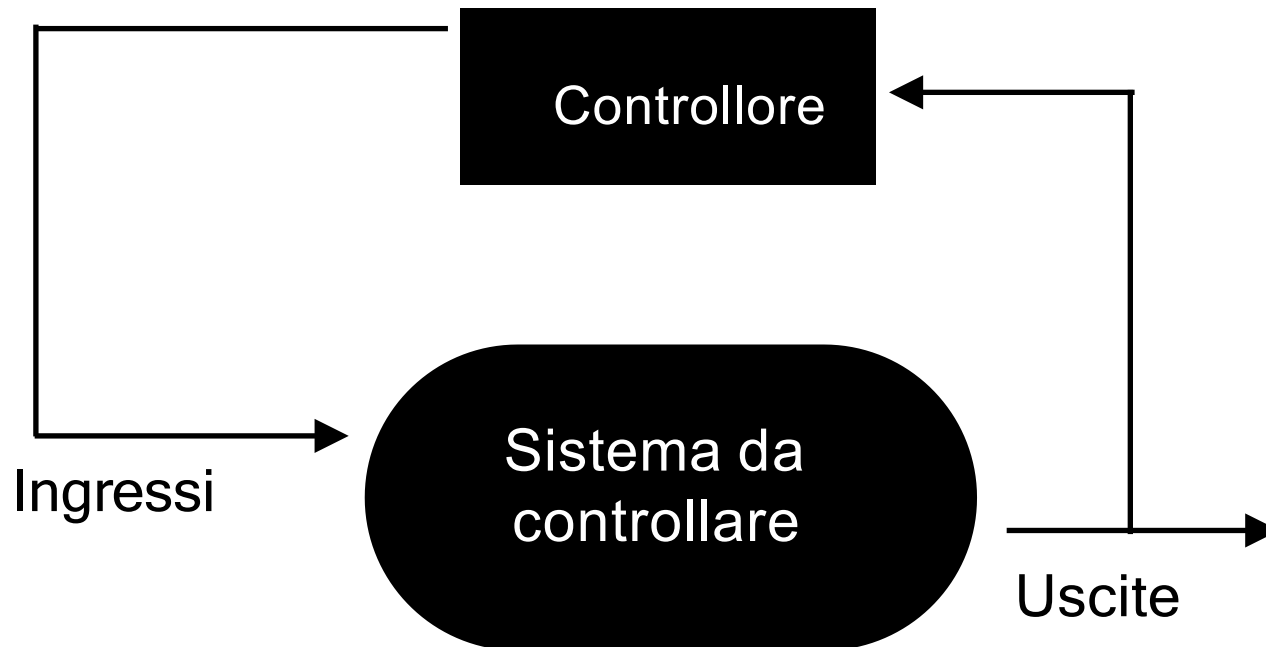 Controllore
Sistema da
controllare
Ingressi
Uscite